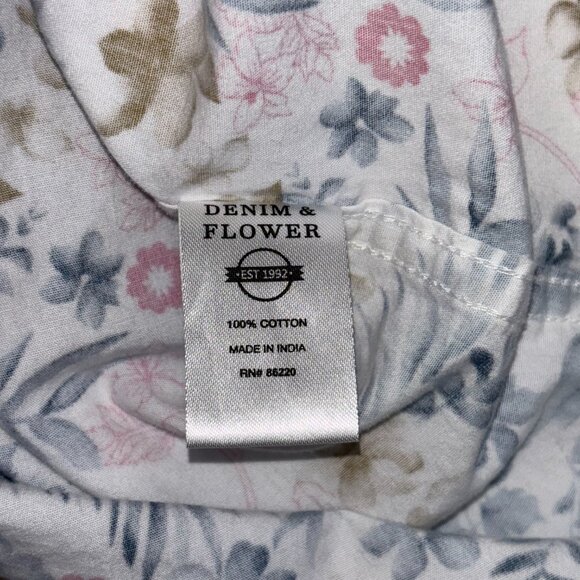 DENIM &
FLOWER
EST 1992
100% COTTON
MADE IN INDIA
RN# 86220